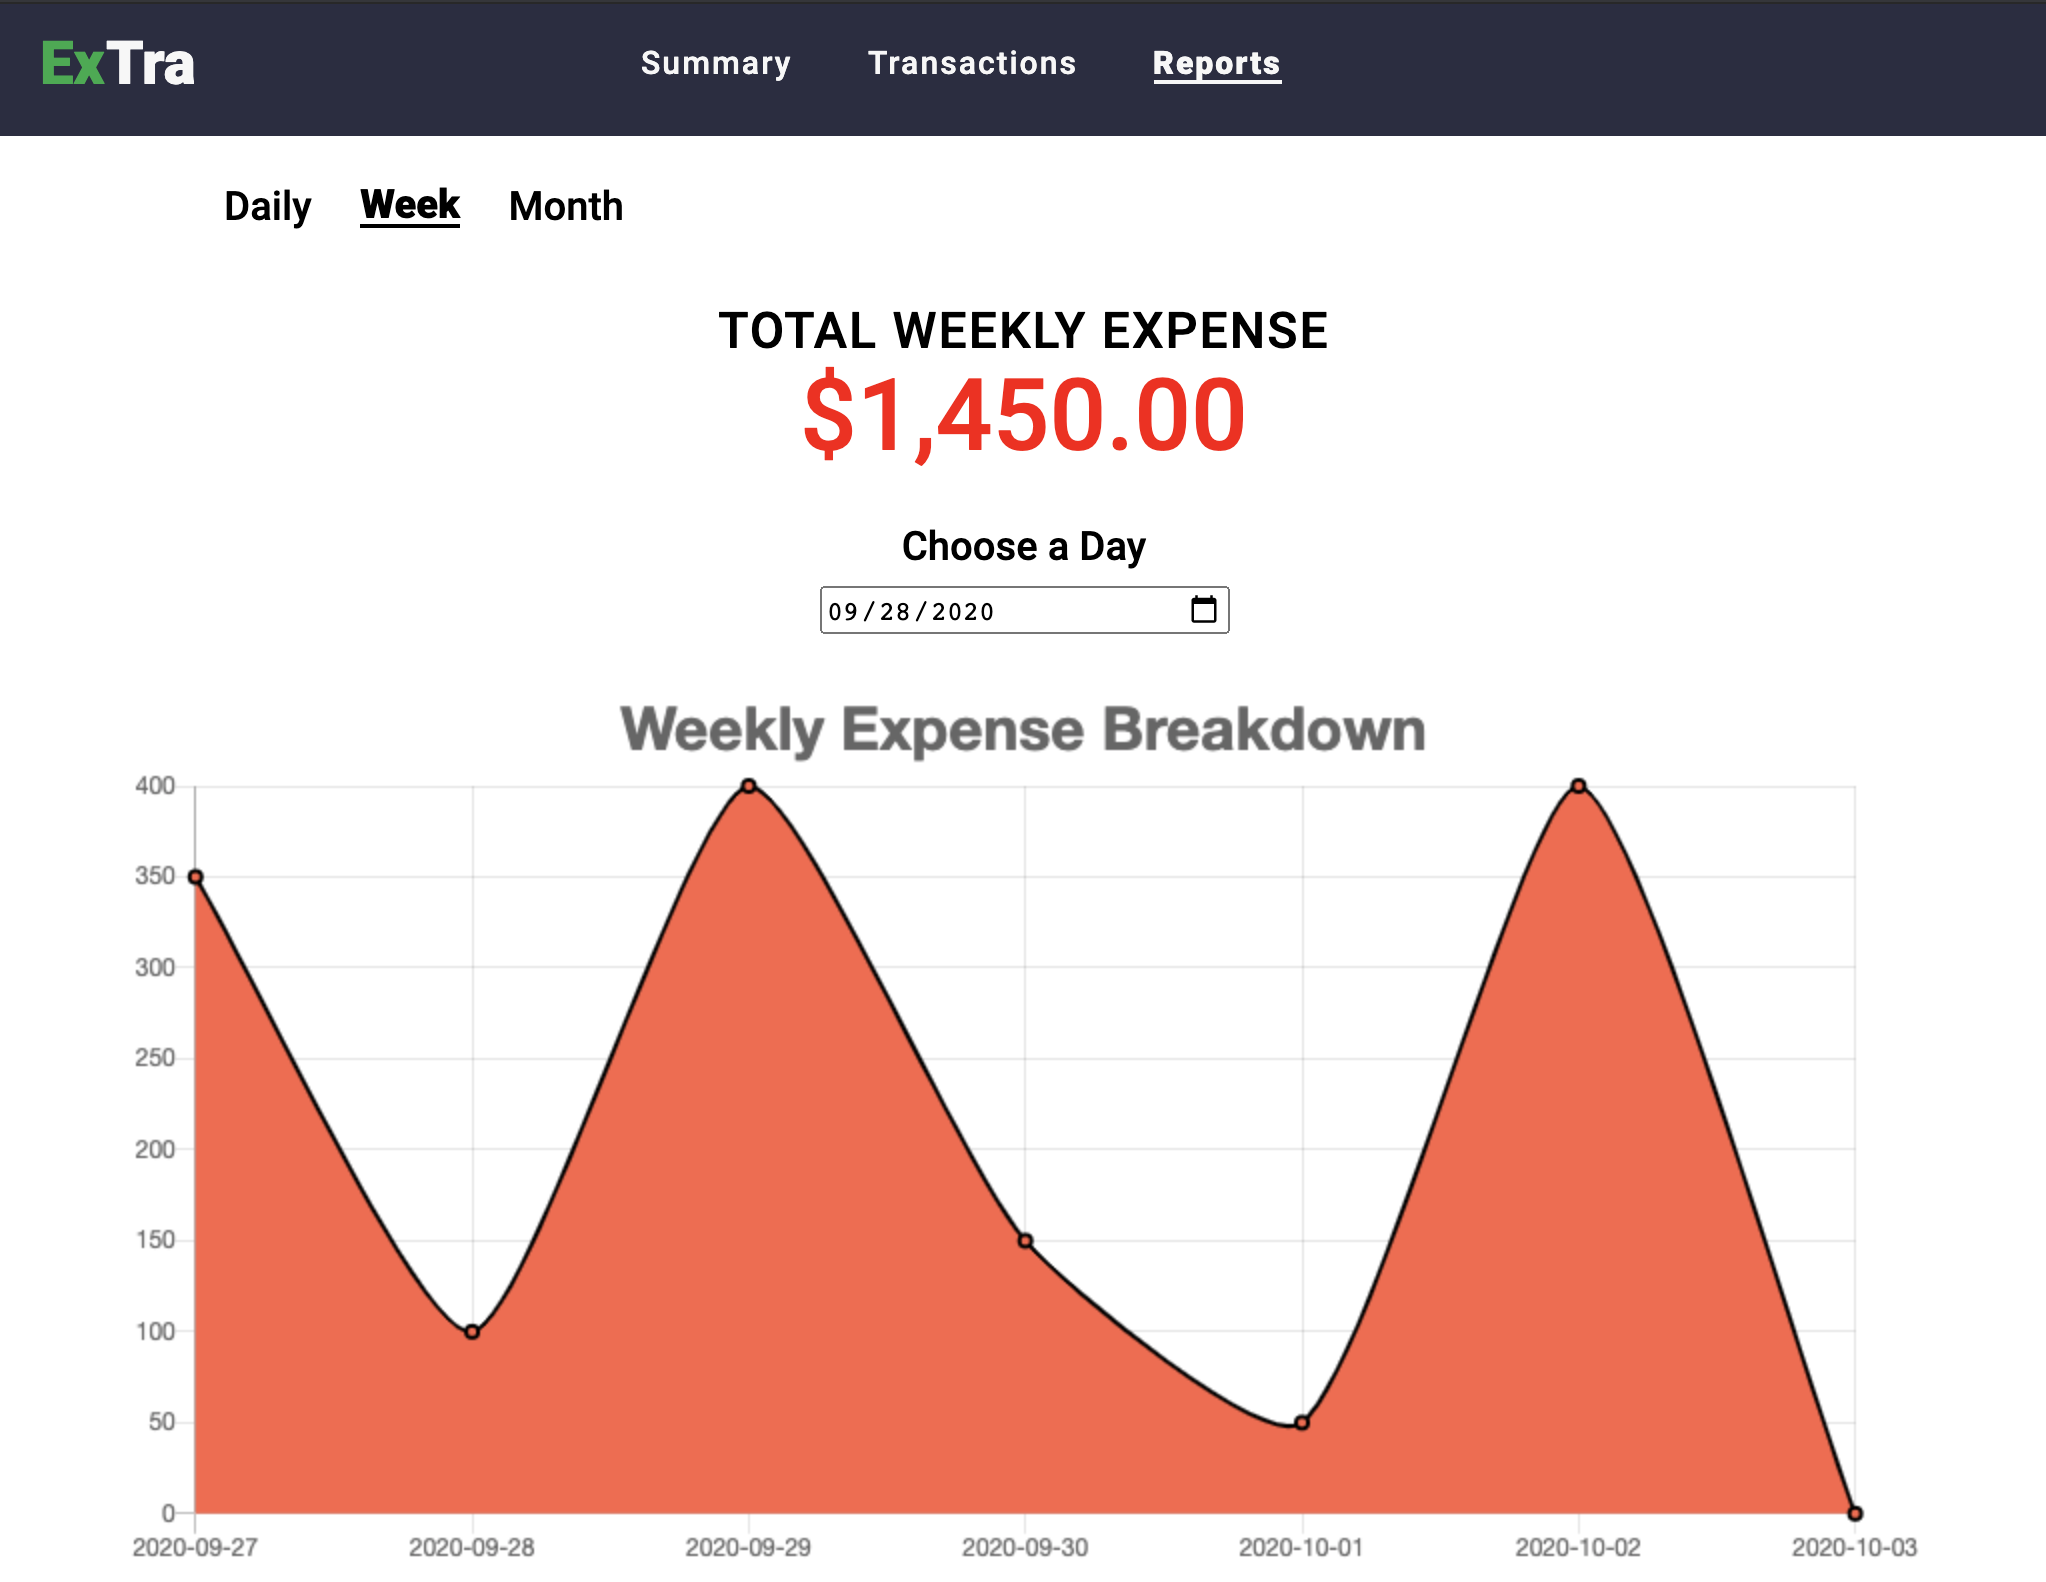 ExTra Summary Transactions Reports
Daily Week Month
TOTAL WEEKLY EXPENSE
$1,450.00
Choose a Day
09/28/2020
Weekly Expense Breakdown
400
350
300
250
200
150
100
50
0
2020-09-27 2020-09-28 2020-09-29 2020-09-30 2020-10-01 2020-10-02 2020-10-03